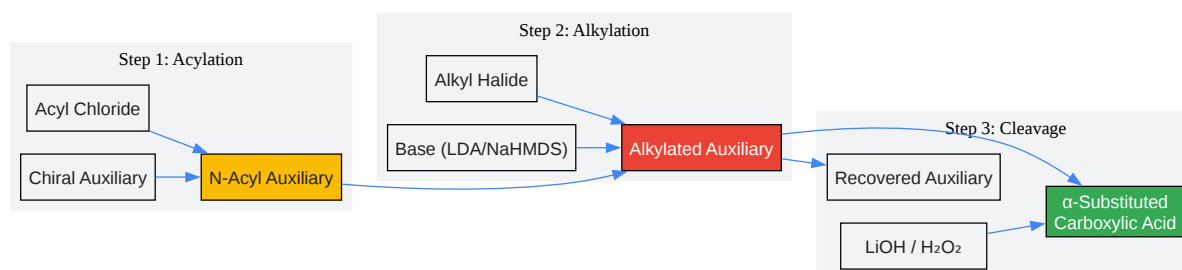 Step 1: Acylation
Acyl Chloride
Chiral Auxiliary
N-Acyl Auxiliary
Step 2: Alkylation
Alkyl Halide
Base (LDA/NaHMDS)
Alkylated Auxiliary
Step 3: Cleavage
Recovered Auxiliary
LiOH / H₂O₂
α-Substituted
Carboxylic Acid